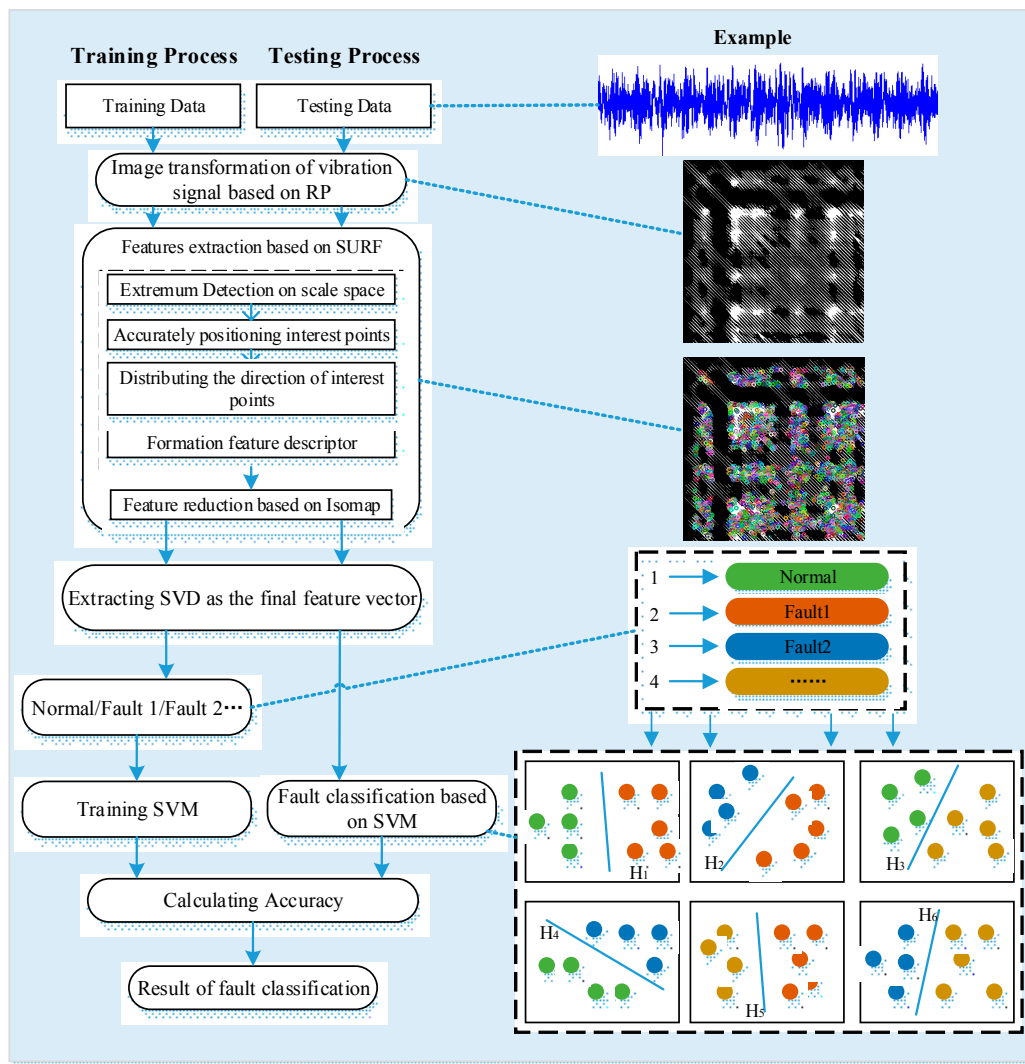 Training Process
Testing Process
Example
Training Data
Testing Data
Image transformation of vibration
signal based on RP
Features extraction based on SURF
Extremum Detection on scale space
Accurately positioning interest points
Distributing the direction of interest
points
Formation feature descriptor
Feature reduction based on Isomap
Extracting SVD as the final feature vector
1
Normal
2
Fault1
3
Fault2
4
······
Normal/Fault 1/Fault 2···
Training SVM
Fault classification based
on SVM
H1
H2
H3
H4
H5
H6
Calculating Accuracy
Result of fault classification